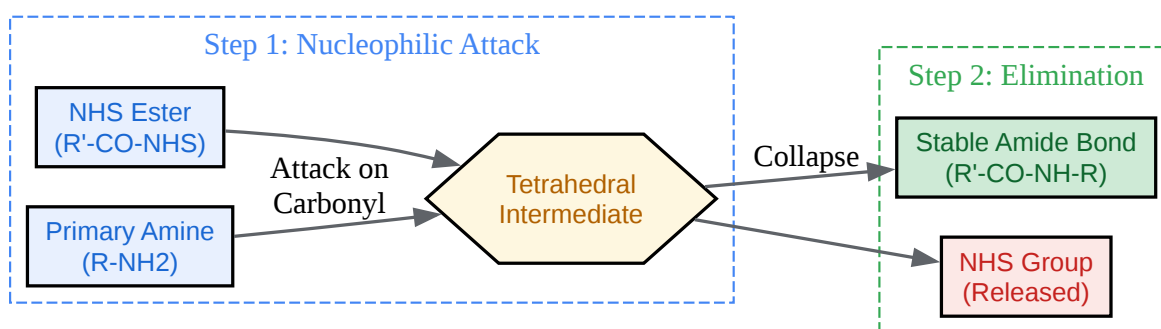 Step 1: Nucleophilic Attack
NHS Ester
(R'-CO-NHS)
Primary Amine
(R-NH2)
Attack on
Carbonyl
Tetrahedral
Intermediate
Collapse
Step 2: Elimination
Stable Amide Bond
(R'-CO-NH-R)
NHS Group
(Released)